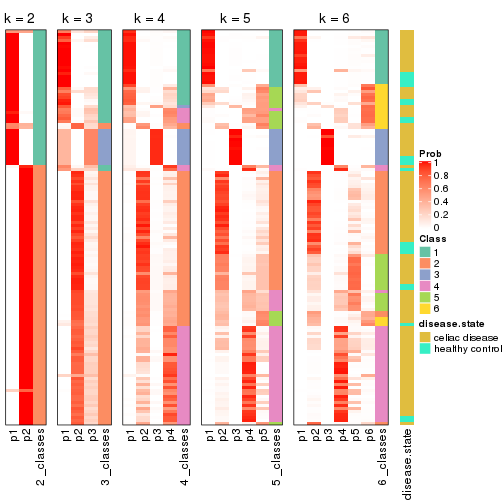 k = 2 k = 3 k = 4 k = 5 k = 6
Prob
1
0.8
0.6
0.4
0.2
0
Class
1
2
3
4
5
6
disease.state
celiac disease
healthy control
p1 p2 2_classes p1 p2 p3 3_classes p1 p2 p3 p4 4_classes p1 p2 p3 p4 p5 5_classes p1 p2 p3 p4 p5 p6 6_classes disease.state